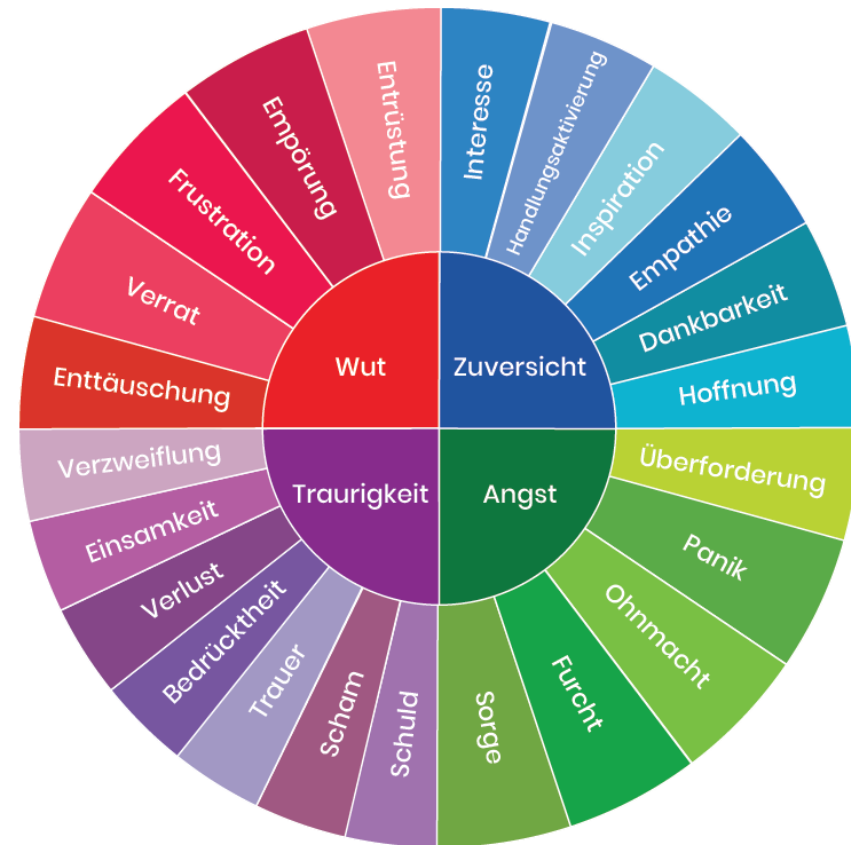 Wut
Zuversicht
Traurigkeit
Angst
Interesse
Handlungsaktivierung
Inspiration
Empathie
Dankbarkeit
Hoffnung
Überforderung
Panik
Ohnmacht
Furcht
Sorge
Schuld
Scham
Trauer
Bedrücktheit
Verlust
Einsamkeit
Verzweiflung
Enttäuschung
Verrat
Frustration
Empörung
Entrüstung